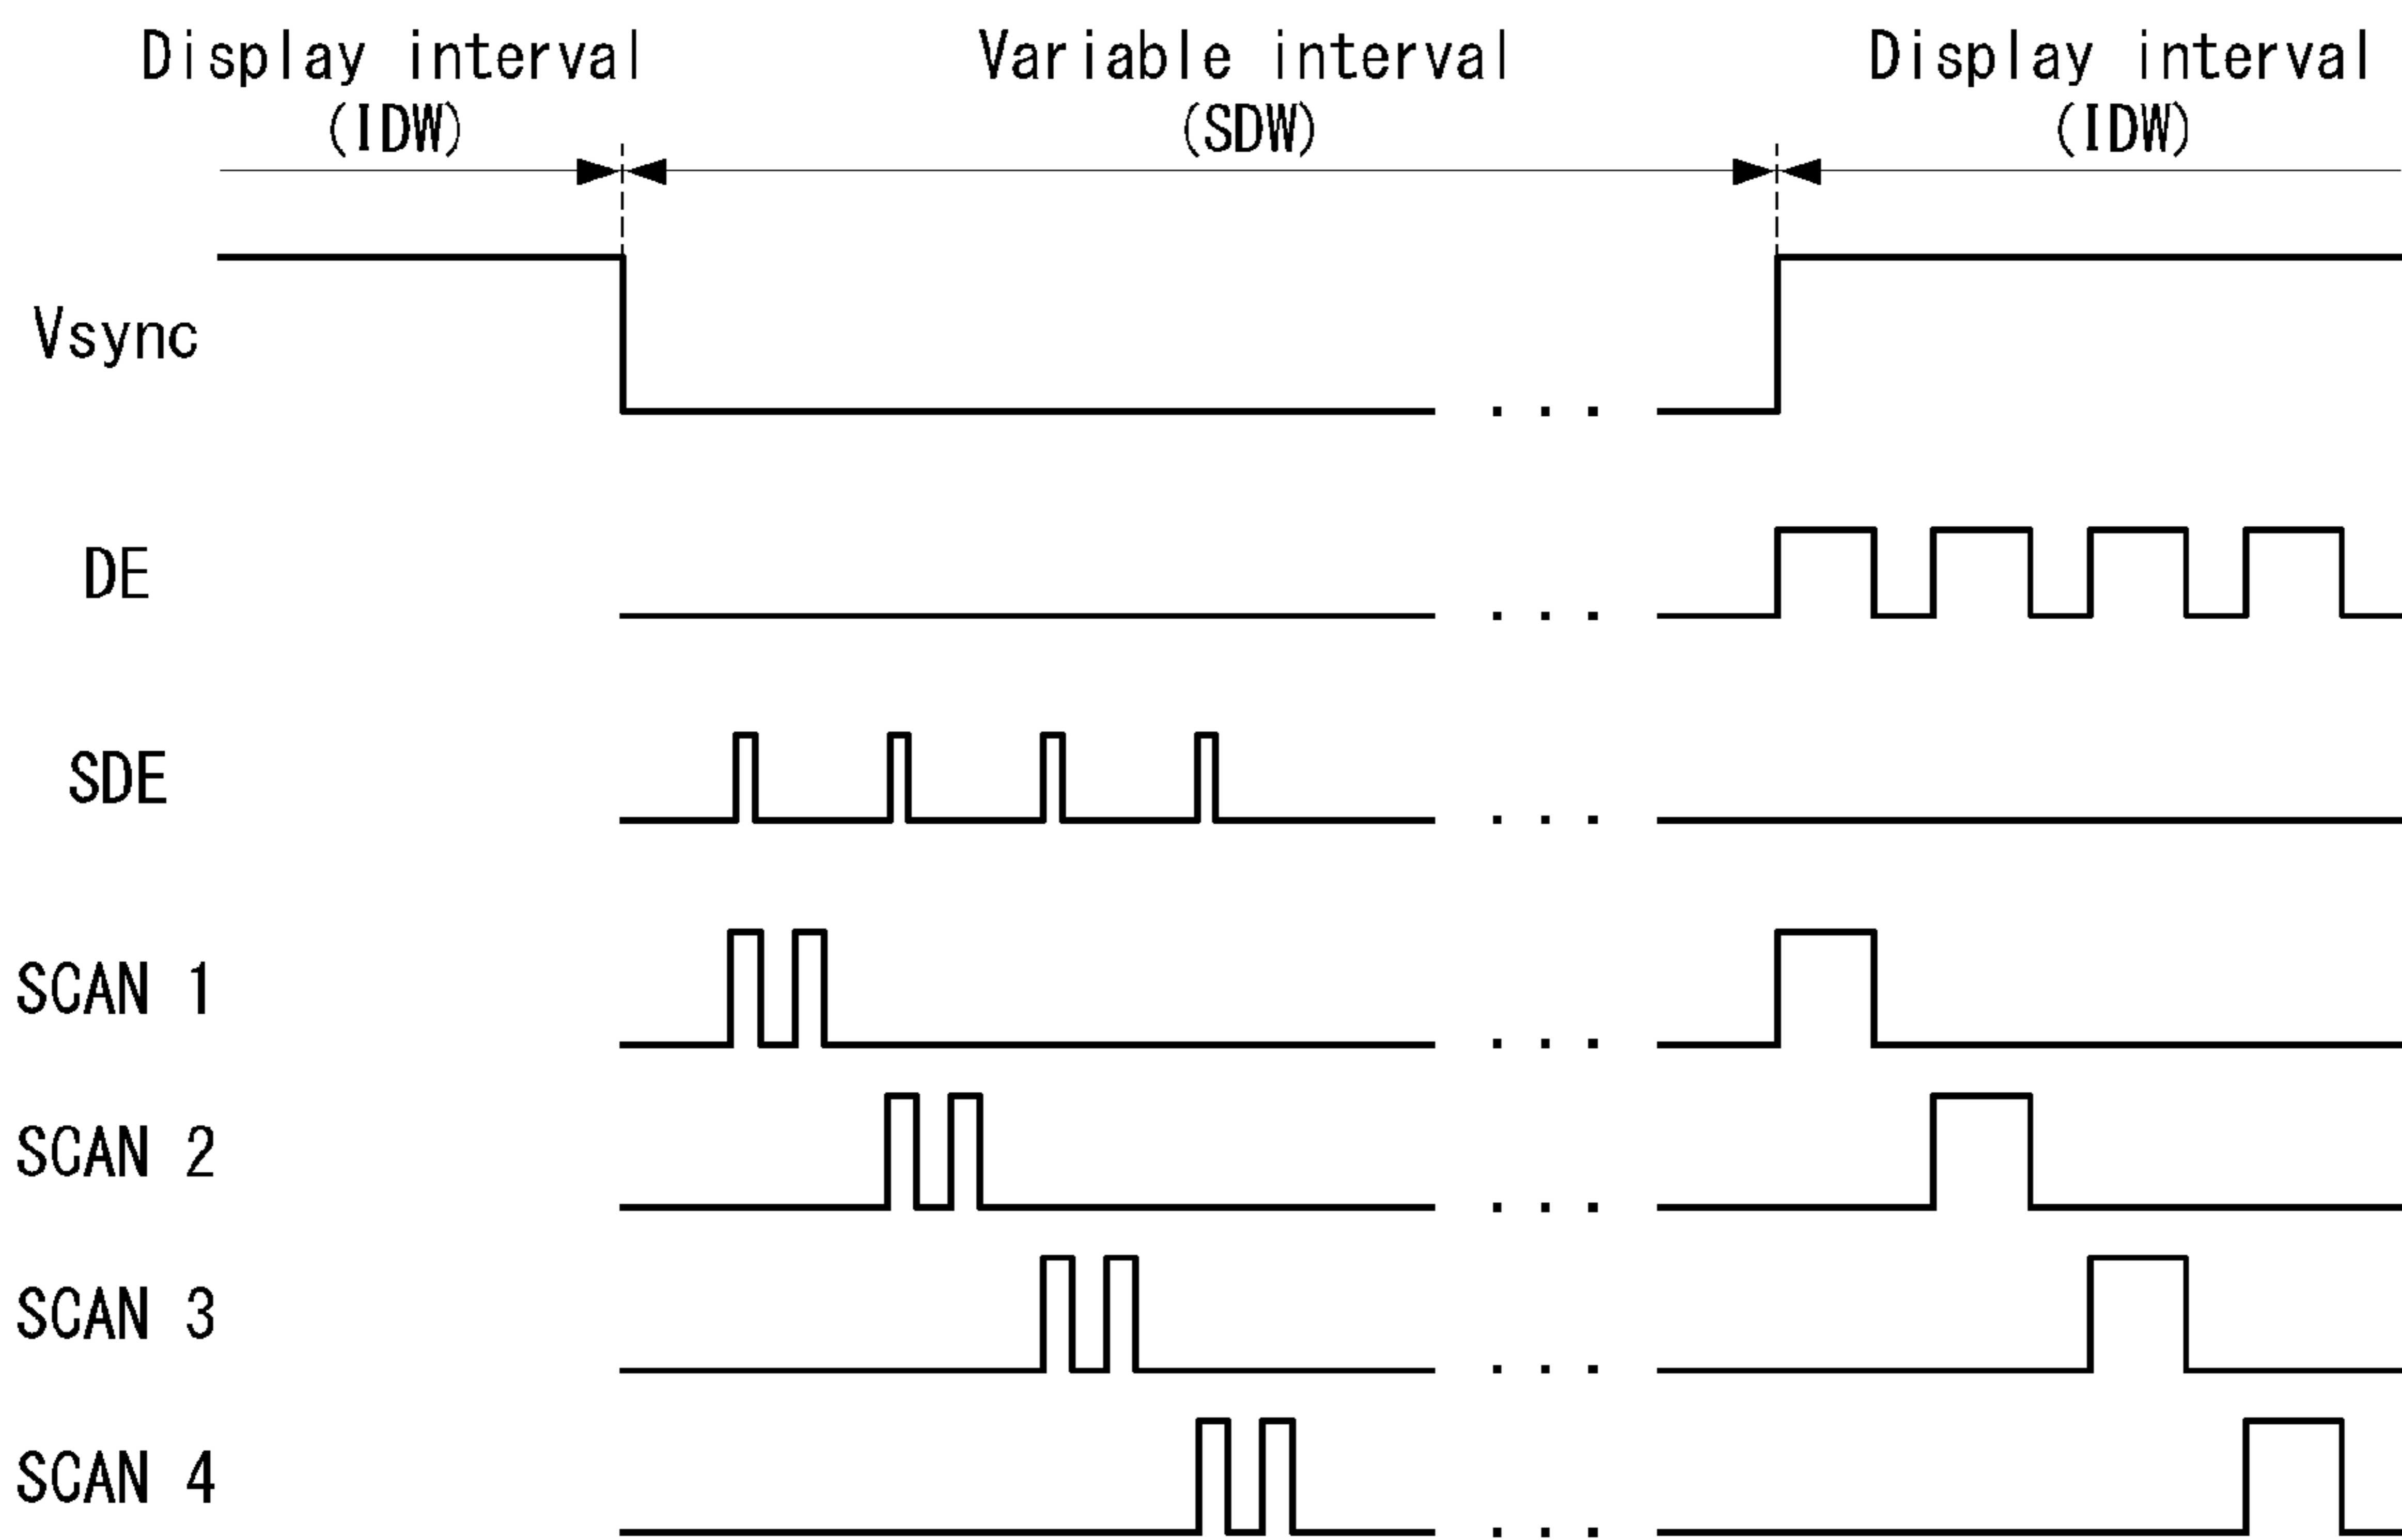 Display interval
(IDW)
Variable interval
(SDW)
Display interval
(IDW)
Vsync
. . .
DE
. . .
SDE
. . .
SCAN 1
. . .
SCAN 2
. . .
SCAN 3
. . .
SCAN 4
. . .